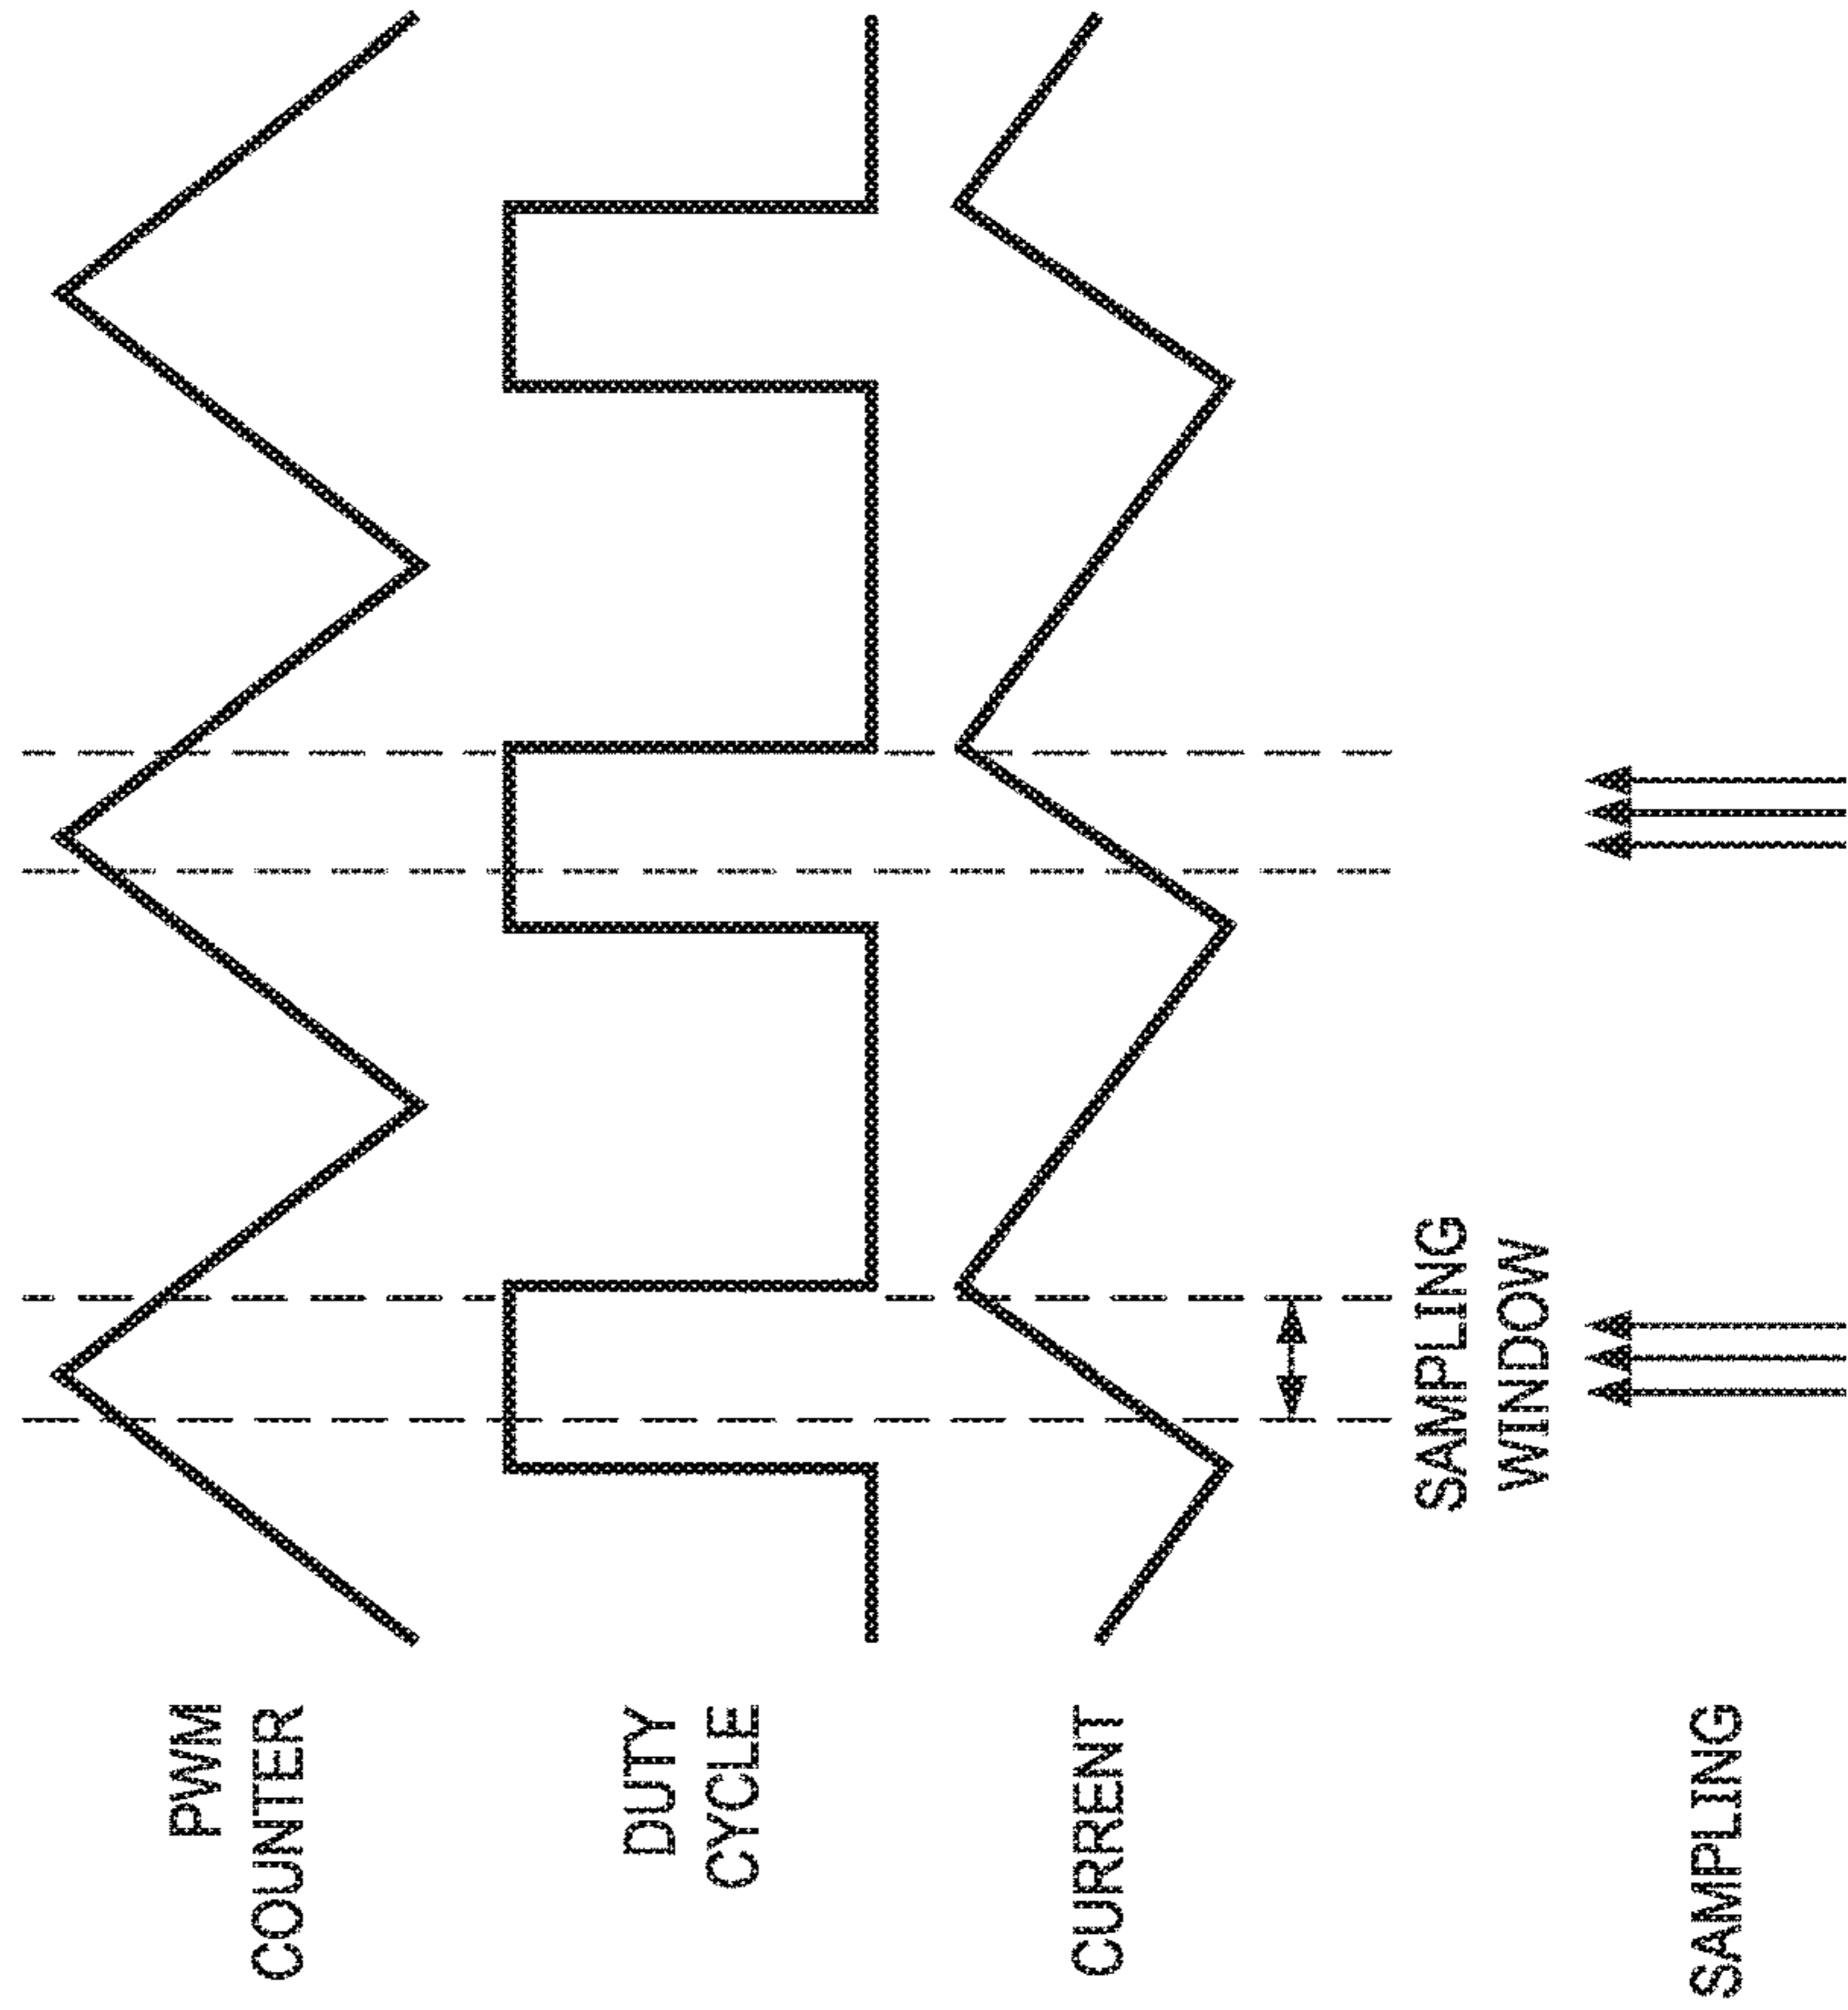 PWM
COUNTER
DUTY
CYCLE
CURRENT
SAMPLING
WINDOW
SAMPLING